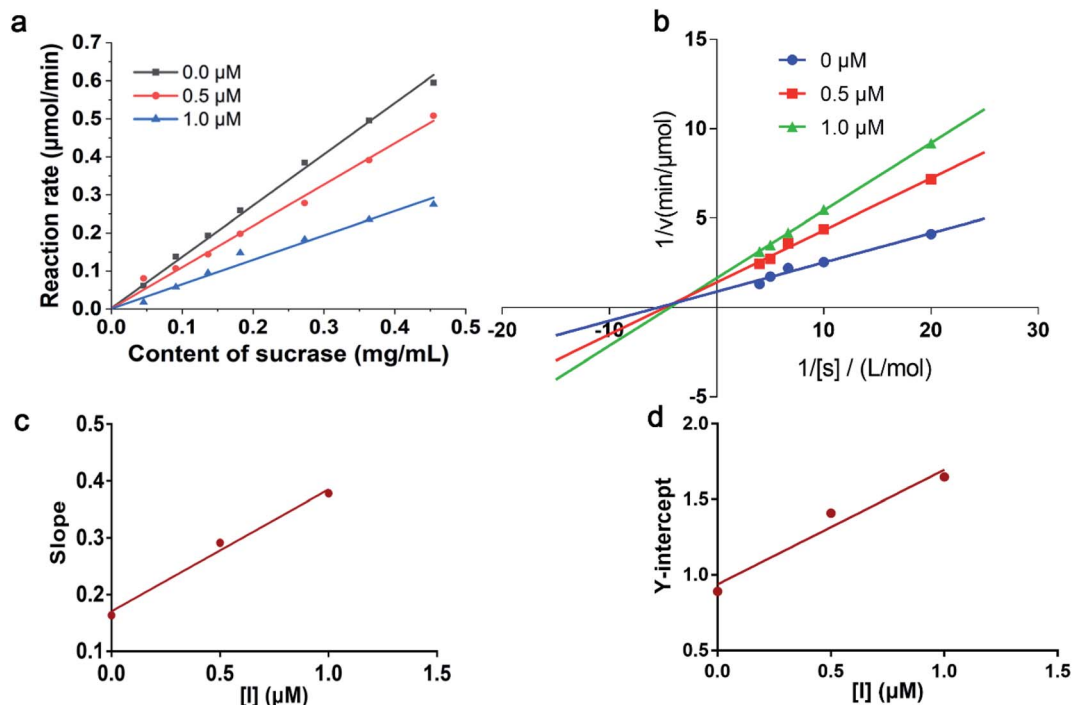 a
Reaction rate (μmol/min)
0.7
0.6
0.5
0.4
0.3
0.2
0.1
0.0
0.0 μM
0.5 μM
1.0 μM
0.0
0.1
0.2
0.3
0.4
0.5
Content of sucrase (mg/mL)
b
1/v(min/μmol)
15
10
5
-5
0 μM
0.5 μM
1.0 μM
-20
-10
0
10
20
30
1/[s] / (L/mol)
c
Slope
0.5
0.4
0.3
0.2
0.1
0.0
0.5
1.0
1.5
[I] (μM)
d
Y-intercept
2.0
1.5
1.0
0.5
0.0
0.5
1.0
1.5
[I] (μM)